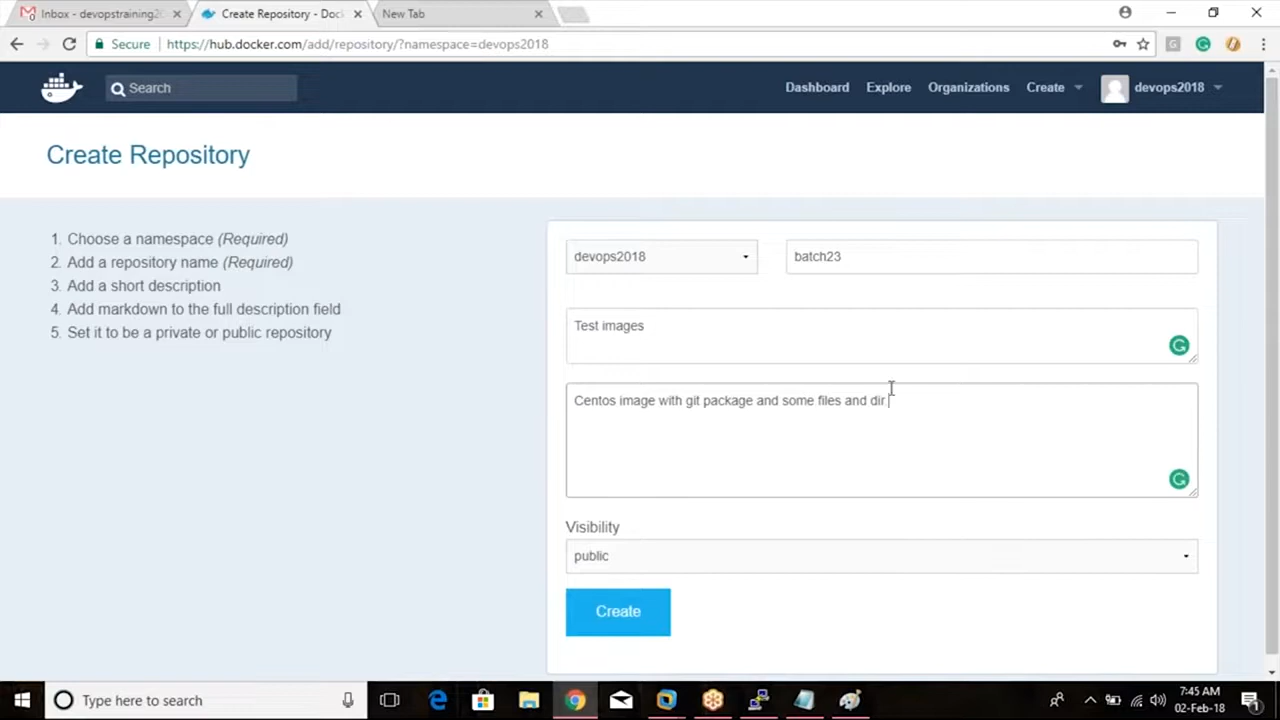 Inbox - devopstraining20
Create Repository - Dock
New Tab
Secure
https://hub.docker.com/add/repository/?namespace=devops2018
Search
Dashboard
Explore
Organizations
Create
devops2018
Create Repository
1. Choose a namespace (Required)
2. Add a repository name (Required)
3. Add a short description
4. Add markdown to the full description field
5. Set it to be a private or public repository
devops2018
batch23
Test images
Centos image with git package and some files and dir
Visibility
public
Create
Type here to search
7:45 AM
02-Feb-18
1